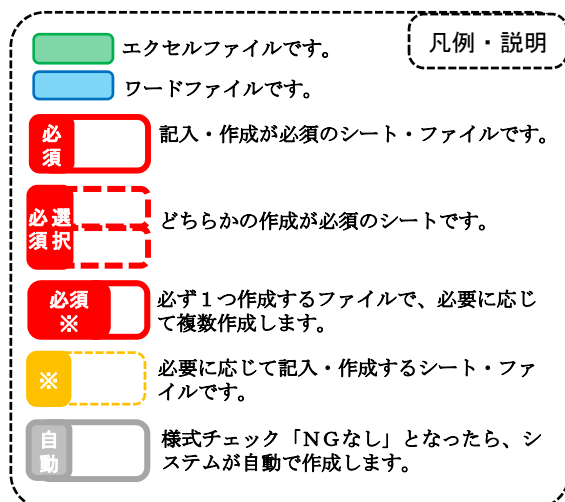 凡例・説明
エクセルファイルです。
ワードファイルです。
必須
記入・作成が必須のシート・ファイルです。
必須選択
どちらかの作成が必須のシートです。
必須
※
必ず１つ作成するファイルで、必要に応じ
て複数作成します。
※
必要に応じて記入・作成するシート・ファ
イルです。
自動
様式チェック「ＮＧなし」となったら、シ
ステムが自動で作成します。